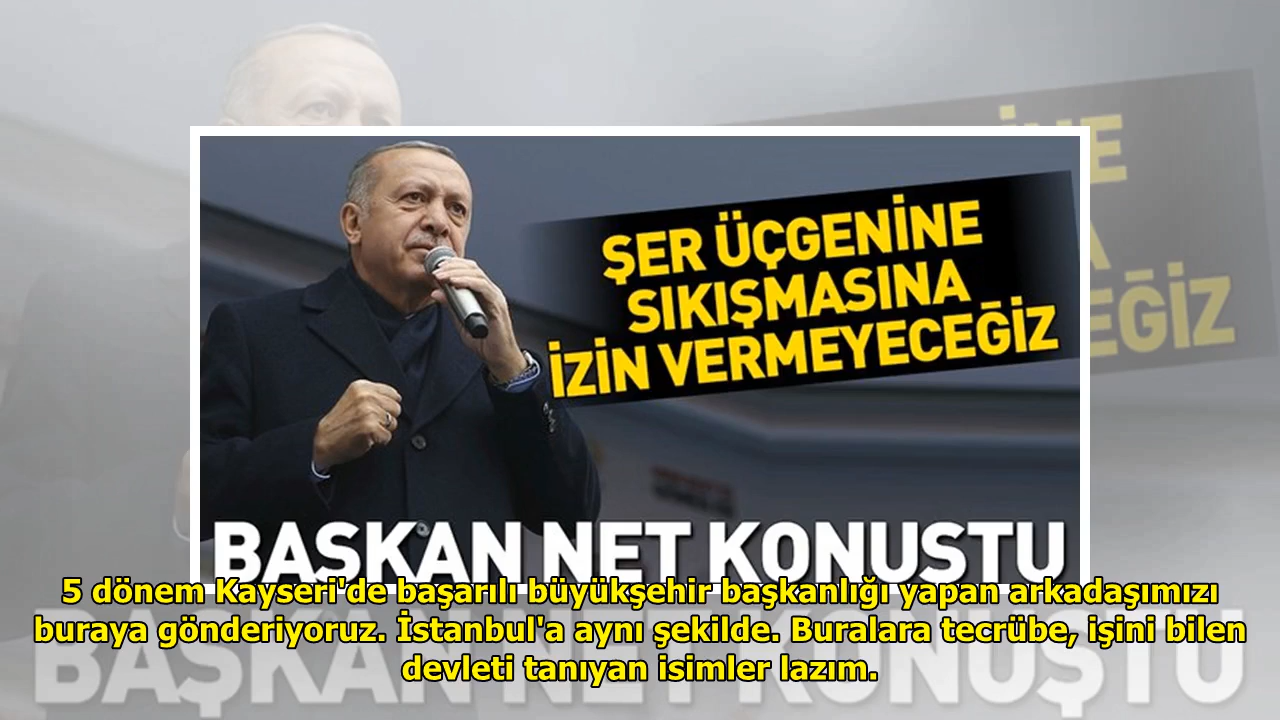 ŞER ÜÇGENİNE
SIKIŞMASINA
İZİN VERMEYECEĞİZ
BAŞKAN NET KONUŞTU
5 dönem Kayseri'de başarılı büyükşehir başkanlığı yapan arkadaşımızı
buraya gönderiyoruz. İstanbul'a aynı şekilde. Buralara tecrübe, işini bilen
devleti tanıyan isimler lazım.